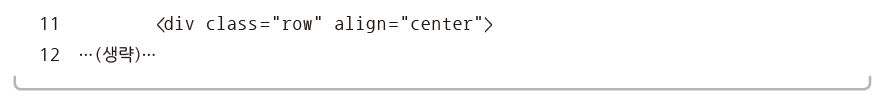 11 <div class="row" align="center">
12 …(생략)…